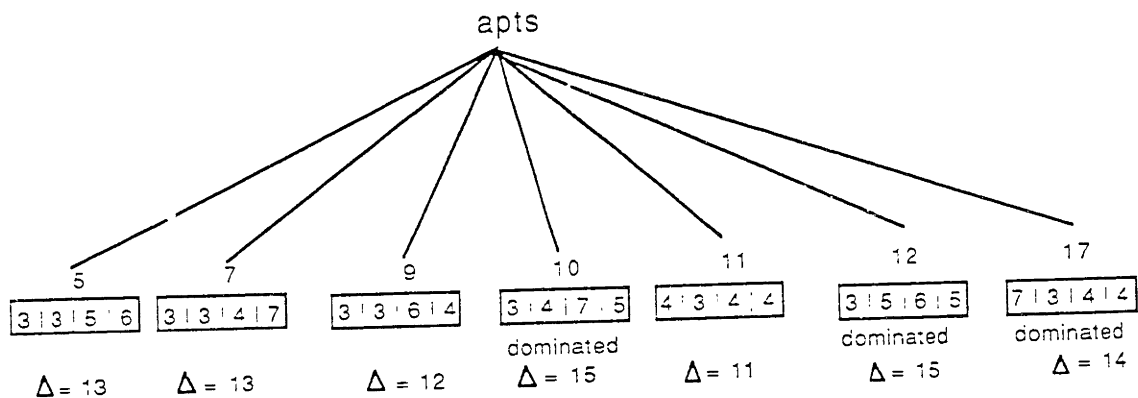 apts
5 7 9 10 11 12 17
3 3 5 6 3 3 4 7 3 3 6 4 3 4 7 5 4 3 4 4 3 5 6 5 7 3 4 4
dominated dominated dominated
Δ = 13 Δ = 13 Δ = 12 Δ = 15 Δ = 11 Δ = 15 Δ = 14